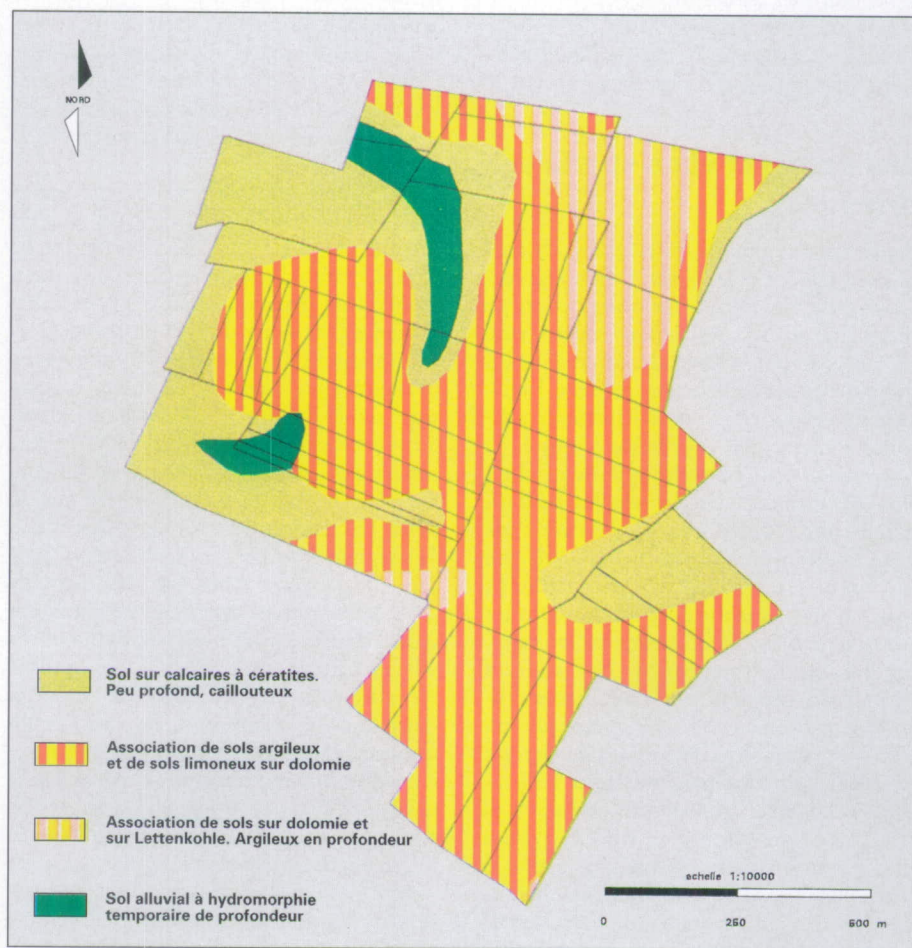 NORD
Sol sur calcaires à cératites.
Peu profond, caillouteux
Association de sols argileux
et de sols limoneux sur dolomie
Association de sols sur dolomie et
sur Lettenkohle. Argileux en profondeur
Sol alluvial à hydromorphie
temporaire de profondeur
echelle 1:10000
0 250 500 m